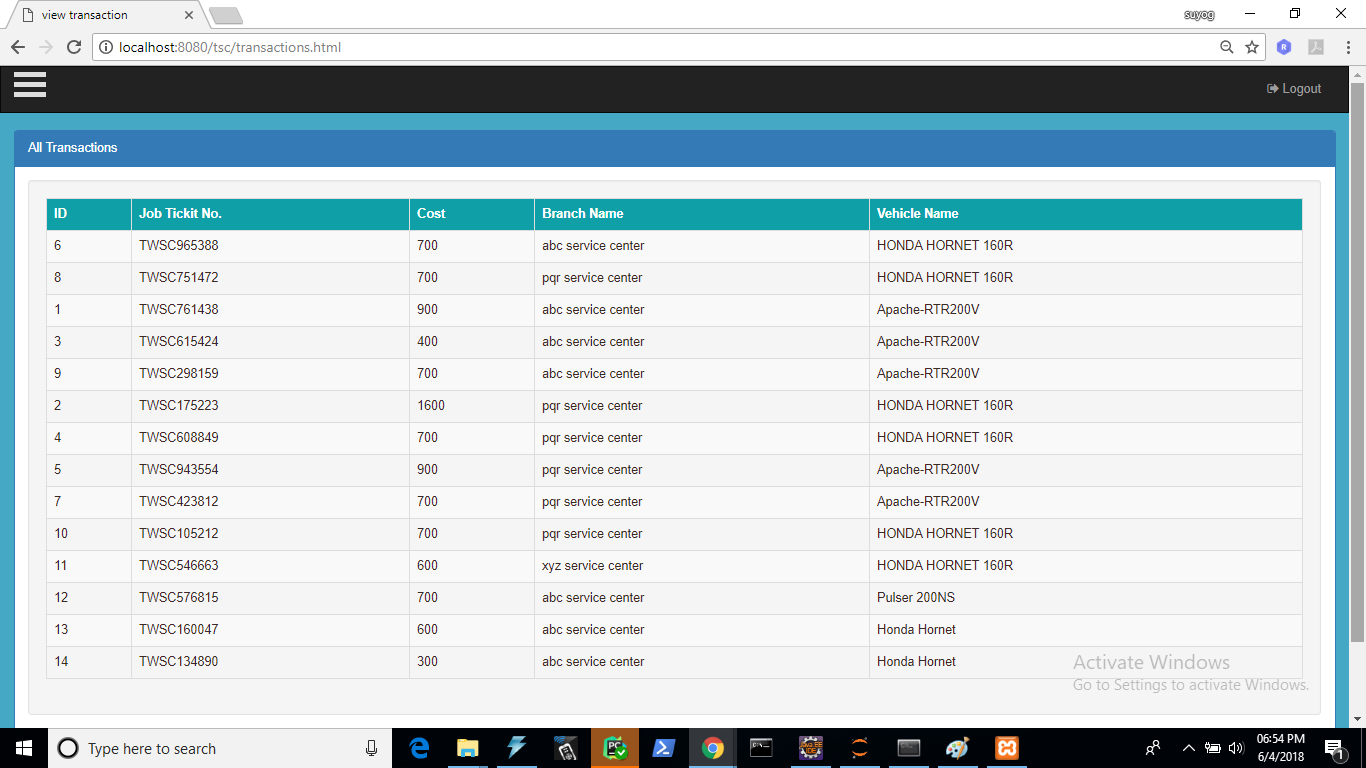 view transaction
suyog
localhost:8080/tsc/transactions.html
Logout
All Transactions
ID Job Tickit No. Cost Branch Name Vehicle Name
6 TWSC965388 700 abc service center HONDA HORNET 160R
8 TWSC751472 700 pqr service center HONDA HORNET 160R
1 TWSC761438 900 abc service center Apache-RTR200V
3 TWSC615424 400 abc service center Apache-RTR200V
9 TWSC298159 700 abc service center Apache-RTR200V
2 TWSC175223 1600 pqr service center HONDA HORNET 160R
4 TWSC608849 700 pqr service center HONDA HORNET 160R
5 TWSC943554 900 pqr service center Apache-RTR200V
7 TWSC423812 700 pqr service center Apache-RTR200V
10 TWSC105212 700 pqr service center HONDA HORNET 160R
11 TWSC546663 600 xyz service center HONDA HORNET 160R
12 TWSC576815 700 abc service center Pulser 200NS
13 TWSC160047 600 abc service center Honda Hornet
14 TWSC134890 300 abc service center Honda Hornet
Activate Windows
Go to Settings to activate Windows.
Type here to search
PC
06:54 PM
6/4/2018
1